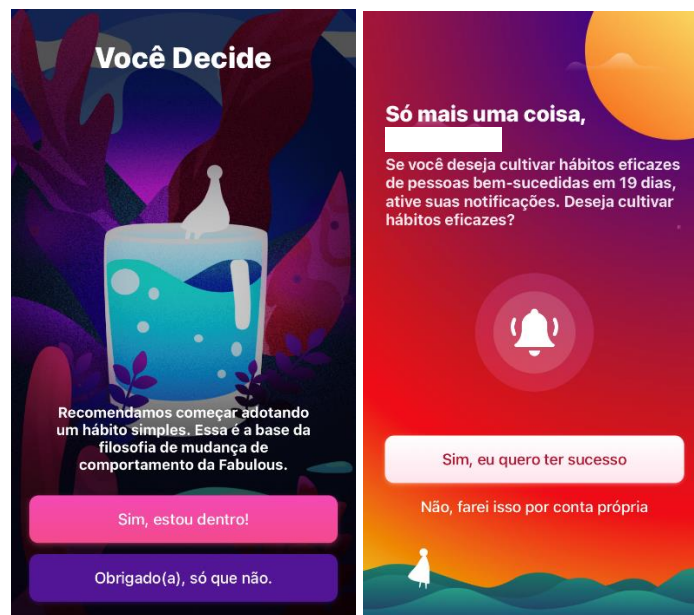 Você Decide
Recomendamos começar adotando
um hábito simples. Essa é a base da
filosofia de mudança de
comportamento da Fabulous.
Sim, estou dentro!
Obrigado(a), só que não.
Só mais uma coisa,
Se você deseja cultivar hábitos eficazes
de pessoas bem-sucedidas em 19 dias,
ative suas notificações. Deseja cultivar
hábitos eficazes?
Sim, eu quero ter sucesso
Não, farei isso por conta própria